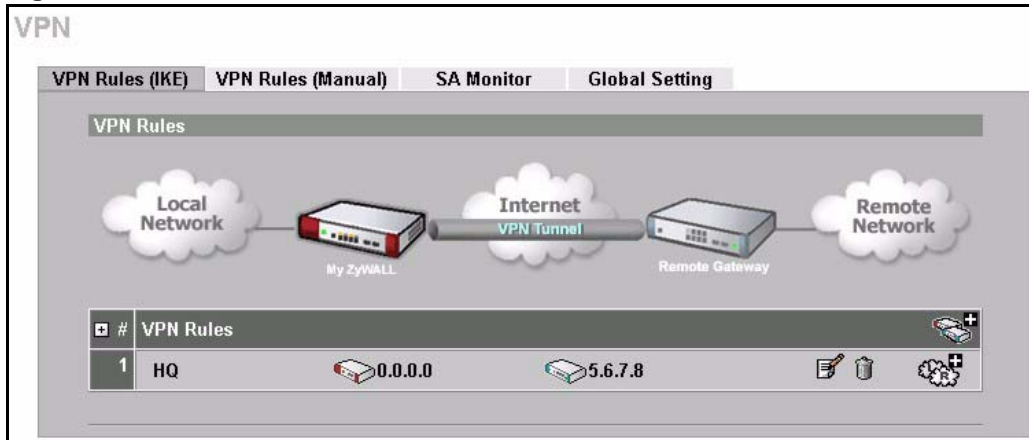 VPN
VPN Rules (IKE) VPN Rules (Manual) SA Monitor Global Setting
VPN Rules
Local Network
My ZyWALL
Internet
VPN Tunnel
Remote Gateway
Remote Network
# VPN Rules
1 HQ 0.0.0.0 5.6.7.8